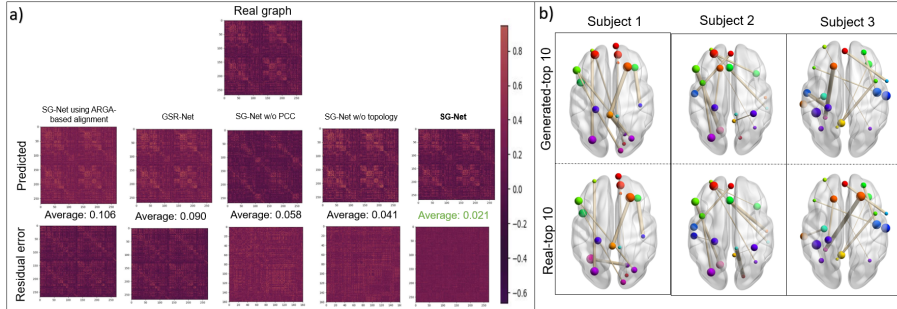 a)
Real graph
SG-Net using ARGA-
based alignment
GSR-Net
SG-Net w/o PCC
SG-Net w/o topology
SG-Net
Predicted
Average: 0.106
Average: 0.090
Average: 0.058
Average: 0.041
Average: 0.021
Residual error
0.8
0.6
0.4
0.2
0.0
−0.2
−0.4
−0.6
b)
Subject 1
Subject 2
Subject 3
Generated-top 10
Real-top 10